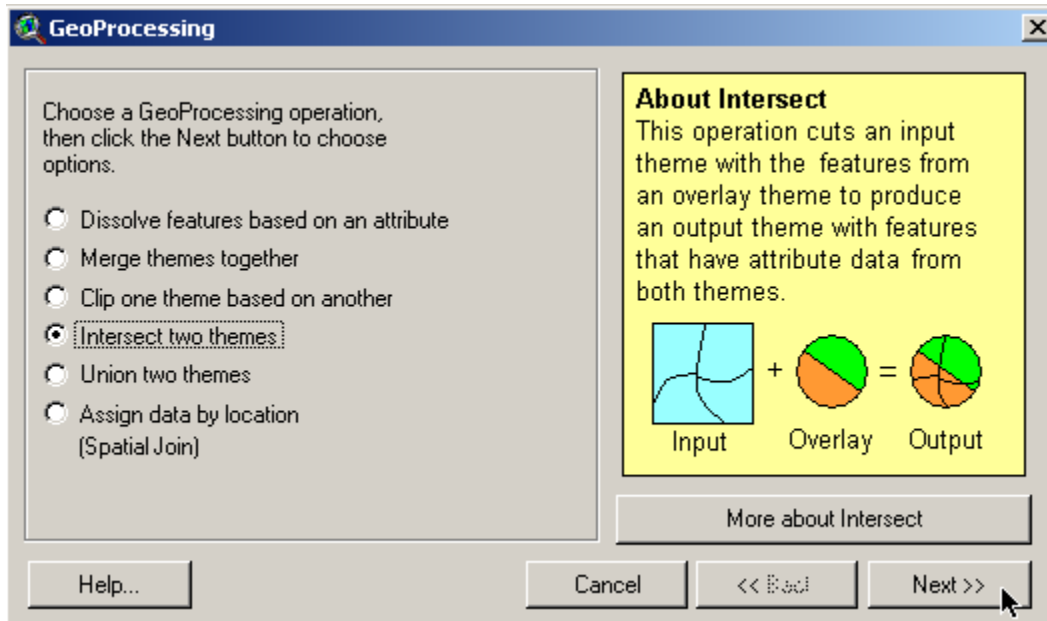 GeoProcessing
Choose a GeoProcessing operation,
then click the Next button to choose
options.
Dissolve features based on an attribute
Merge themes together
Clip one theme based on another
Intersect two themes
Union two themes
Assign data by location
(Spatial Join)
About Intersect
This operation cuts an input
theme with the features from
an overlay theme to produce
an output theme with features
that have attribute data from
both themes.
+ =
Input Overlay Output
More about Intersect
Help... Cancel << Back Next >>